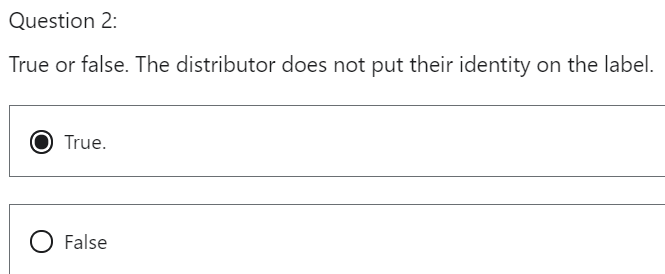 Question 2:
True or false. The distributor does not put their identity on the label.
True.
False